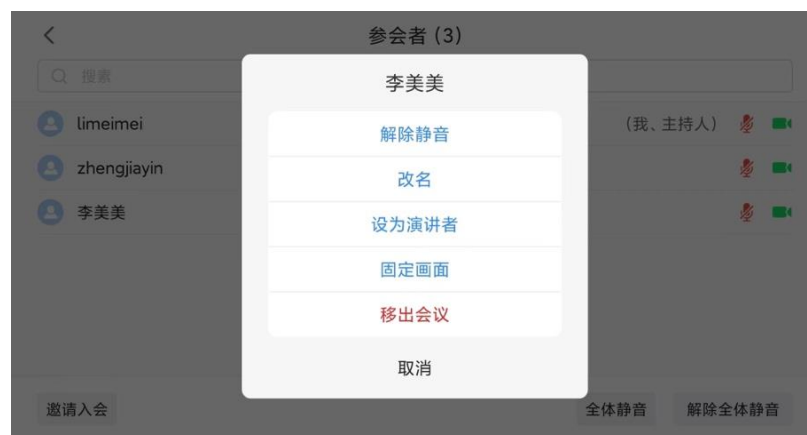 参会者 (3)
搜索
李美美
limeimei
(我、主持人)
解除静音
zhengjiayin
改名
李美美
设为演讲者
固定画面
移出会议
取消
邀请入会
全体静音
解除全体静音